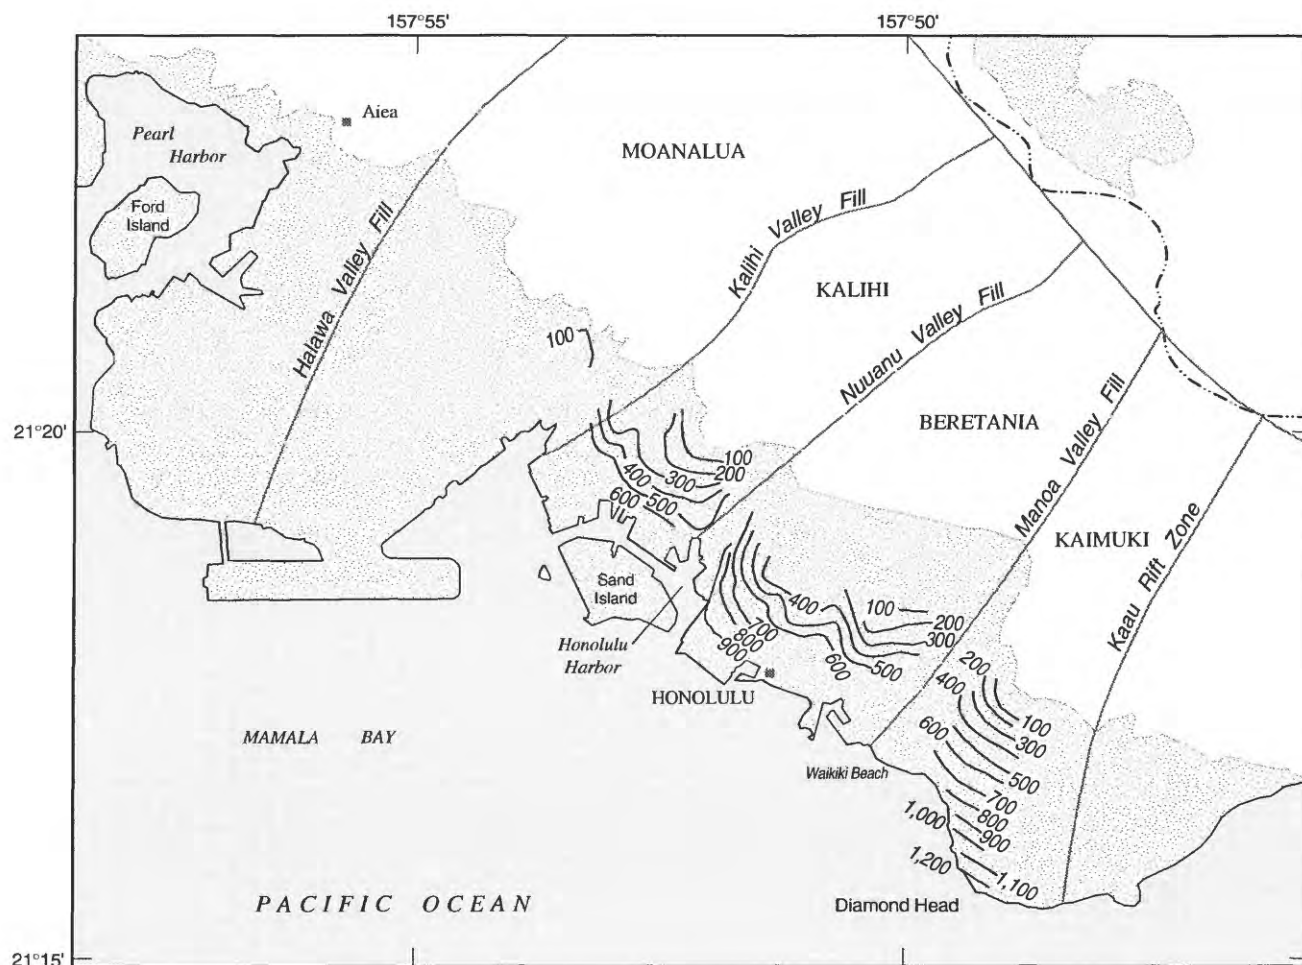 157°55'
157°50'
Aiea
Pearl
Harbor
MOANALUA
Ford
Island
Halawa Valley Fill
Kalihi Valley Fill
KALIHI
Nuuanu Valley Fill
100
21°20'
BERETANIA
Manoa Valley Fill
KAIMUKI
Kaau Rift Zone
100
200
300
400
500
600
Sand
Island
Honolulu
Harbor
400
100
200
300
500
600
700
800
900
HONOLULU
200
400
600
100
300
500
700
800
900
1,000
1,200
1,100
MAMALA BAY
Waikiki Beach
PACIFIC OCEAN
Diamond Head
21°15'